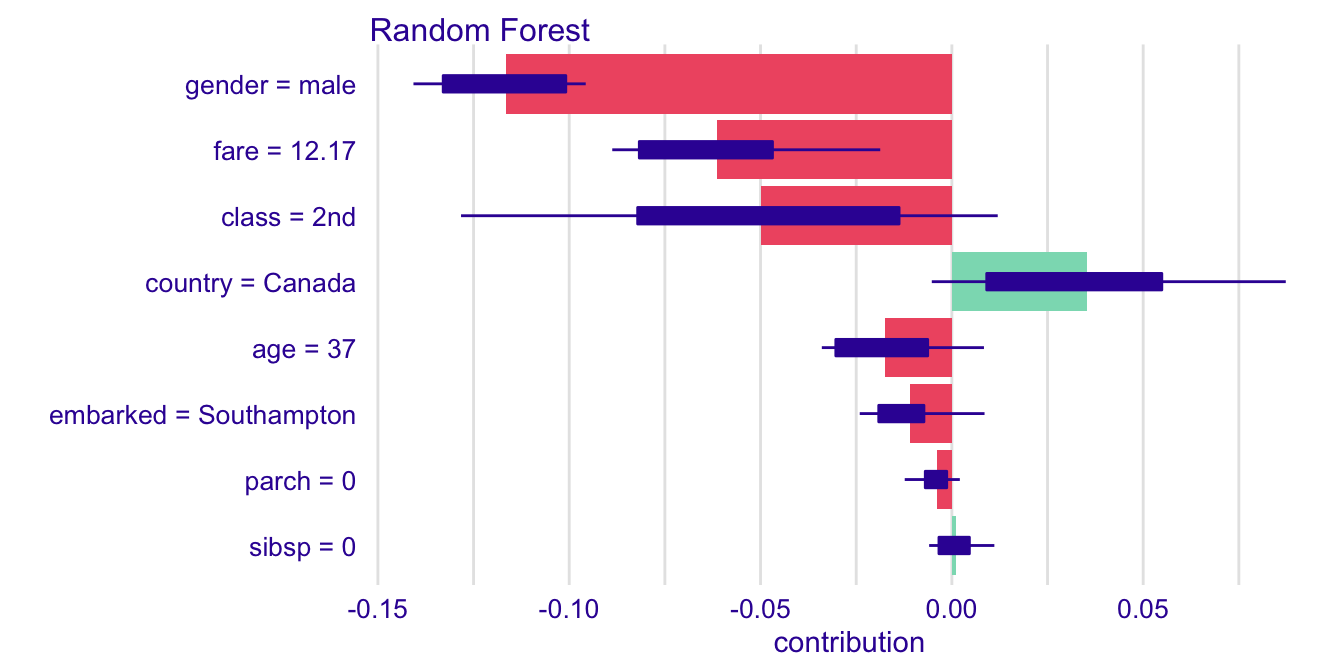 Random Forest
gender = male
fare = 12.17
class = 2nd
country = Canada
age = 37
embarked = Southampton
parch = 0
sibsp = 0
-0.15 -0.10 -0.05 0.00 0.05
contribution